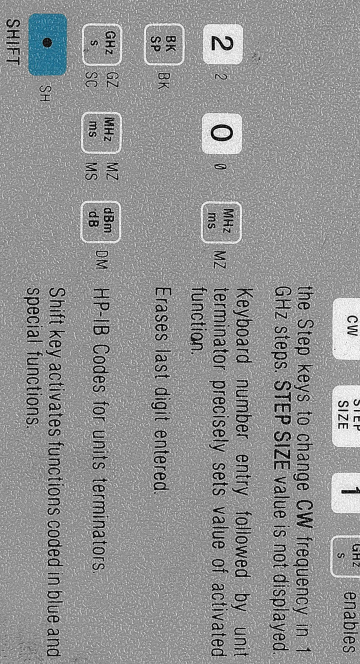 CW STEP SIZE 1 GHz s enables
the Step keys to change CW frequency in 1
GHz steps. STEP SIZE value is not displayed.
2 2 0 0 MHz ms MZ
Keyboard number entry followed by unit
terminator precisely sets value of activated
function.
BK SP BK Erases last digit entered.
GHz s GZ SC MHz ms MZ MS dBm dB DM HP-IB Codes for units terminators.
SH Shift key activates functions coded in blue and
SHIFT special functions.